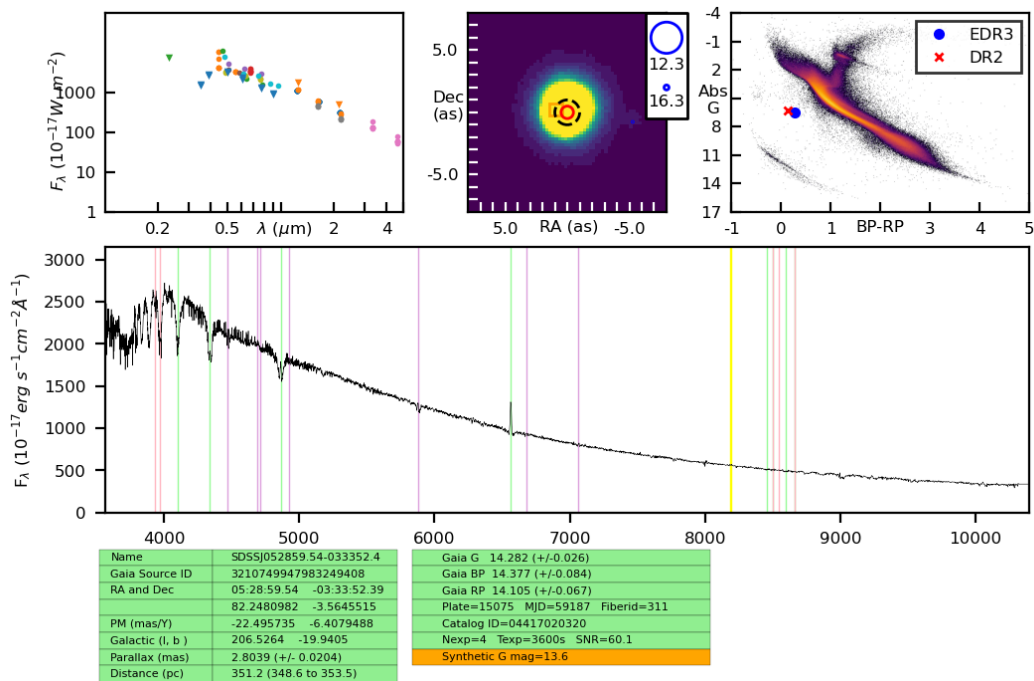 1000
100
10
1
F_λ (10⁻¹⁷W m⁻²)
0.2 0.5 λ (μm) 2 4
5.0
Dec
(as)
-5.0
5.0 RA (as) -5.0
12.3
16.3
-4
-1
Abs
G
8
11
14
17
-1 0 1 BP-RP 3 4 5
EDR3
DR2
3000
2500
2000
1500
1000
500
0
F_λ (10⁻¹⁷erg s⁻¹cm⁻²Å⁻¹)
4000 5000 6000 7000 8000 9000 10000
Name SDSSJ052859.54-033352.4
Gaia Source ID 3210749947983249408
RA and Dec 05:28:59.54 -03:33:52.39
82.2480982 -3.5645515
PM (mas/Y) -22.495735 -6.4079488
Galactic (l, b ) 206.5264 -19.9405
Parallax (mas) 2.8039 (+/- 0.0204)
Distance (pc) 351.2 (348.6 to 353.5)
Gaia G 14.282 (+/-0.026)
Gaia BP 14.377 (+/-0.084)
Gaia RP 14.105 (+/-0.067)
Plate=15075 MJD=59187 Fiberid=311
Catalog ID=04417020320
Nexp=4 Texp=3600s SNR=60.1
Synthetic G mag=13.6